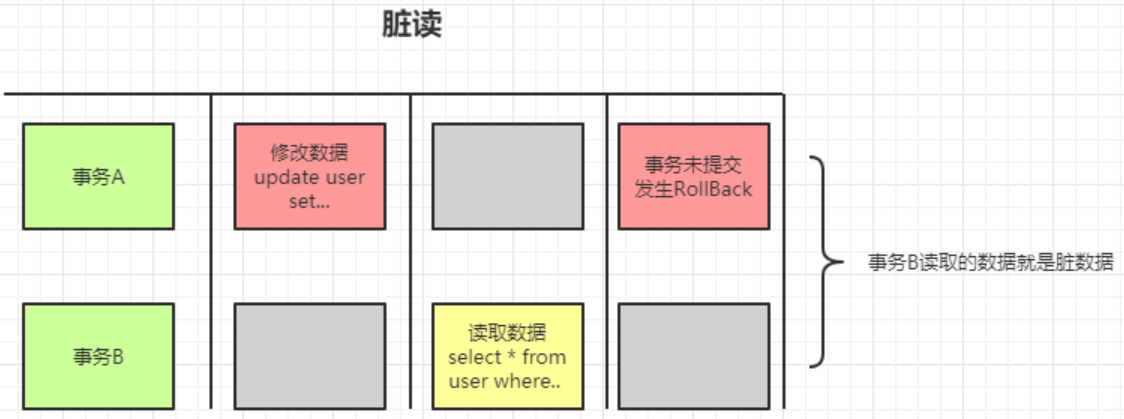 脏读
事务A
修改数据
update user
set...
事务未提交
发生RollBack
事务B读取的数据就是脏数据
事务B
读取数据
select * from
user where..